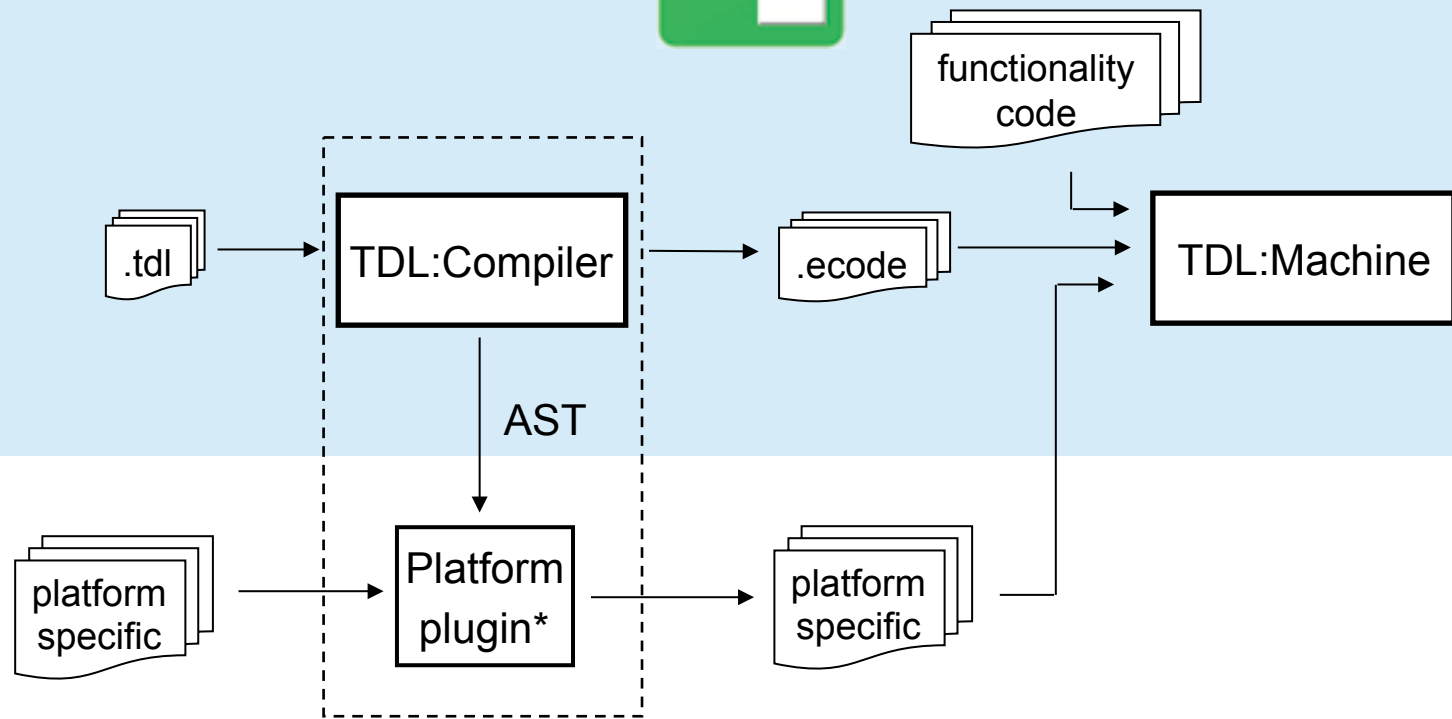 functionality
code
.tdl
TDL:Compiler
.ecode
TDL:Machine
AST
platform
specific
Platform
plugin*
platform
specific